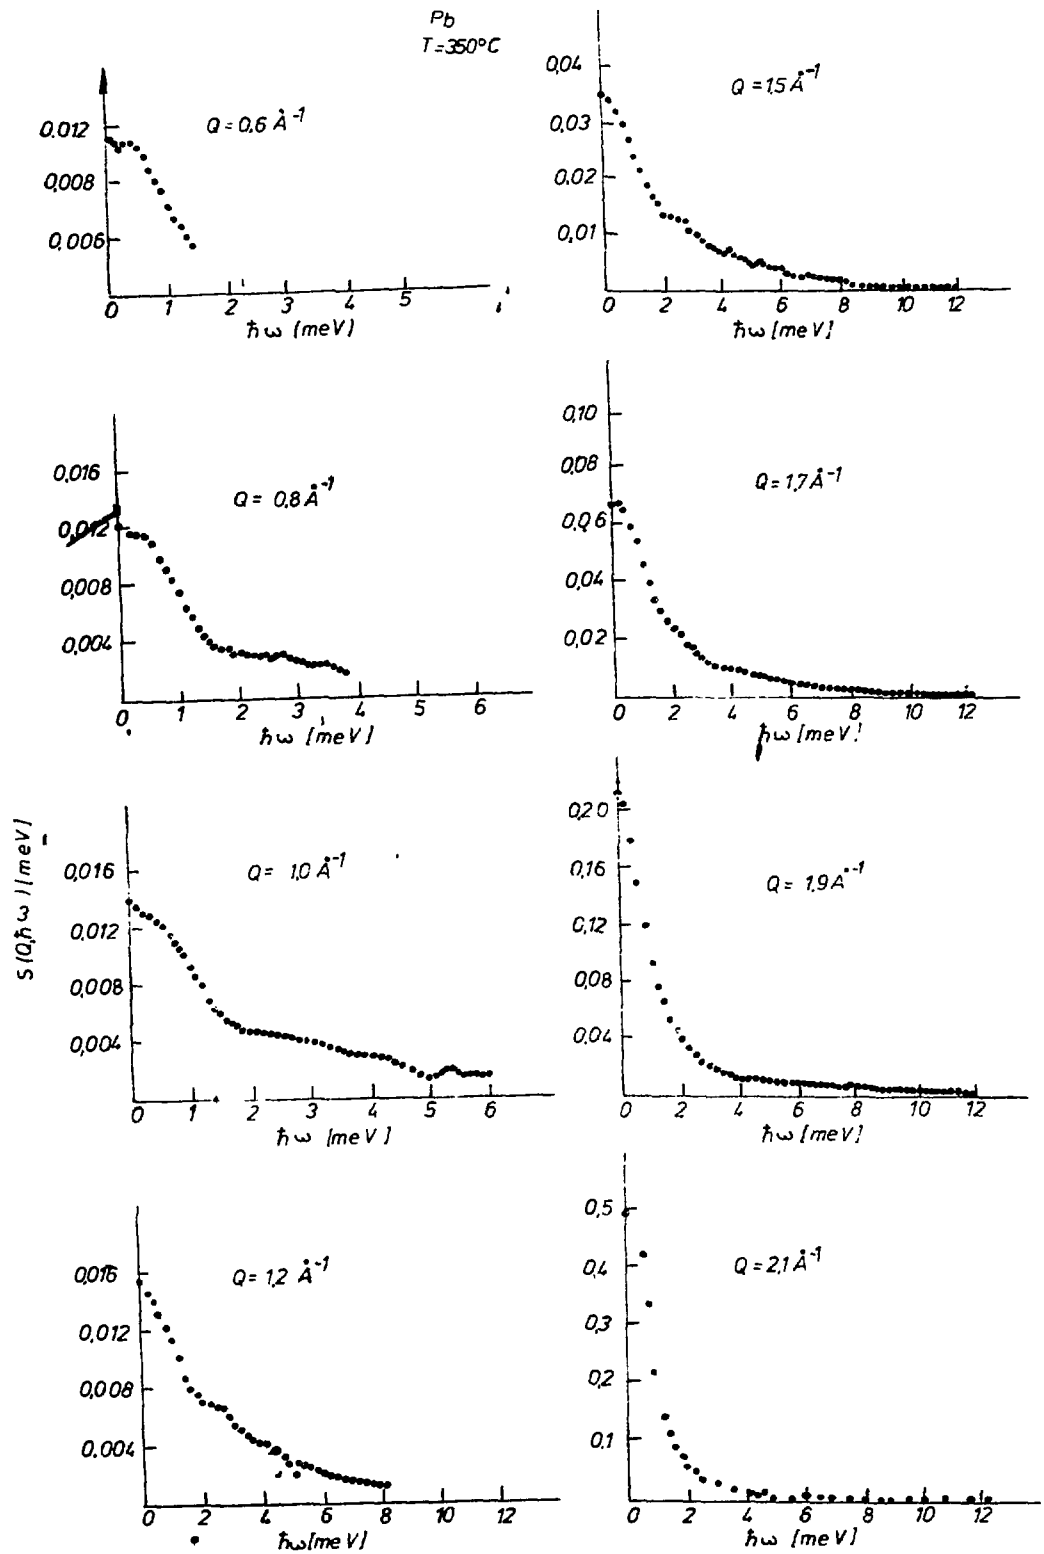 Pb
T=350°C
Q=0,6 Å⁻¹
0.012
0,008
0,006
0 1 2 3 4 5
ħω (meV)
Q= 0,8 Å⁻¹
0,016
0,012
0,008
0,004
0 1 2 3 4 5 6
ħω [meV]
S(Q,ħω)[meV]
Q= 1,0 Å⁻¹
0,016
0,012
0,008
0,004
0 1 2 3 4 5 6
ħω [meV]
Q= 1,2 Å⁻¹
0,016
0,012
0,008
0.004
0 2 4 6 8 10 12
ħω[meV]
Q=1,5 Å⁻¹
0,04
0,03
0,02
0,01
0 2 4 6 8 10 12
ħω [meV]
Q=1,7 Å⁻¹
0,10
0,08
0,06
0,04
0,02
0 2 4 6 8 10 12
ħω [meV]
Q= 1,9 Å⁻¹
0,20
0,16
0,12
0,08
0,04
0 2 4 6 8 10 12
ħω [meV]
Q= 2,1 Å⁻¹
0,5
0,4
0,3
0,2
0,1
0 2 4 6 8 10 12
ħω [meV]